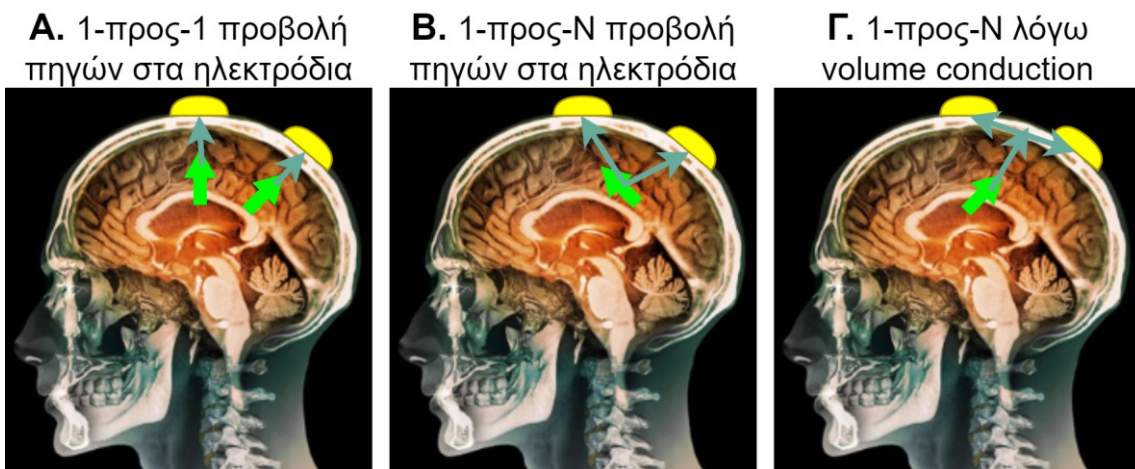 Α. 1-προς-1 προβολή
πηγών στα ηλεκτρόδια
Β. 1-προς-Ν προβολή
πηγών στα ηλεκτρόδια
Γ. 1-προς-Ν λόγω
volume conduction